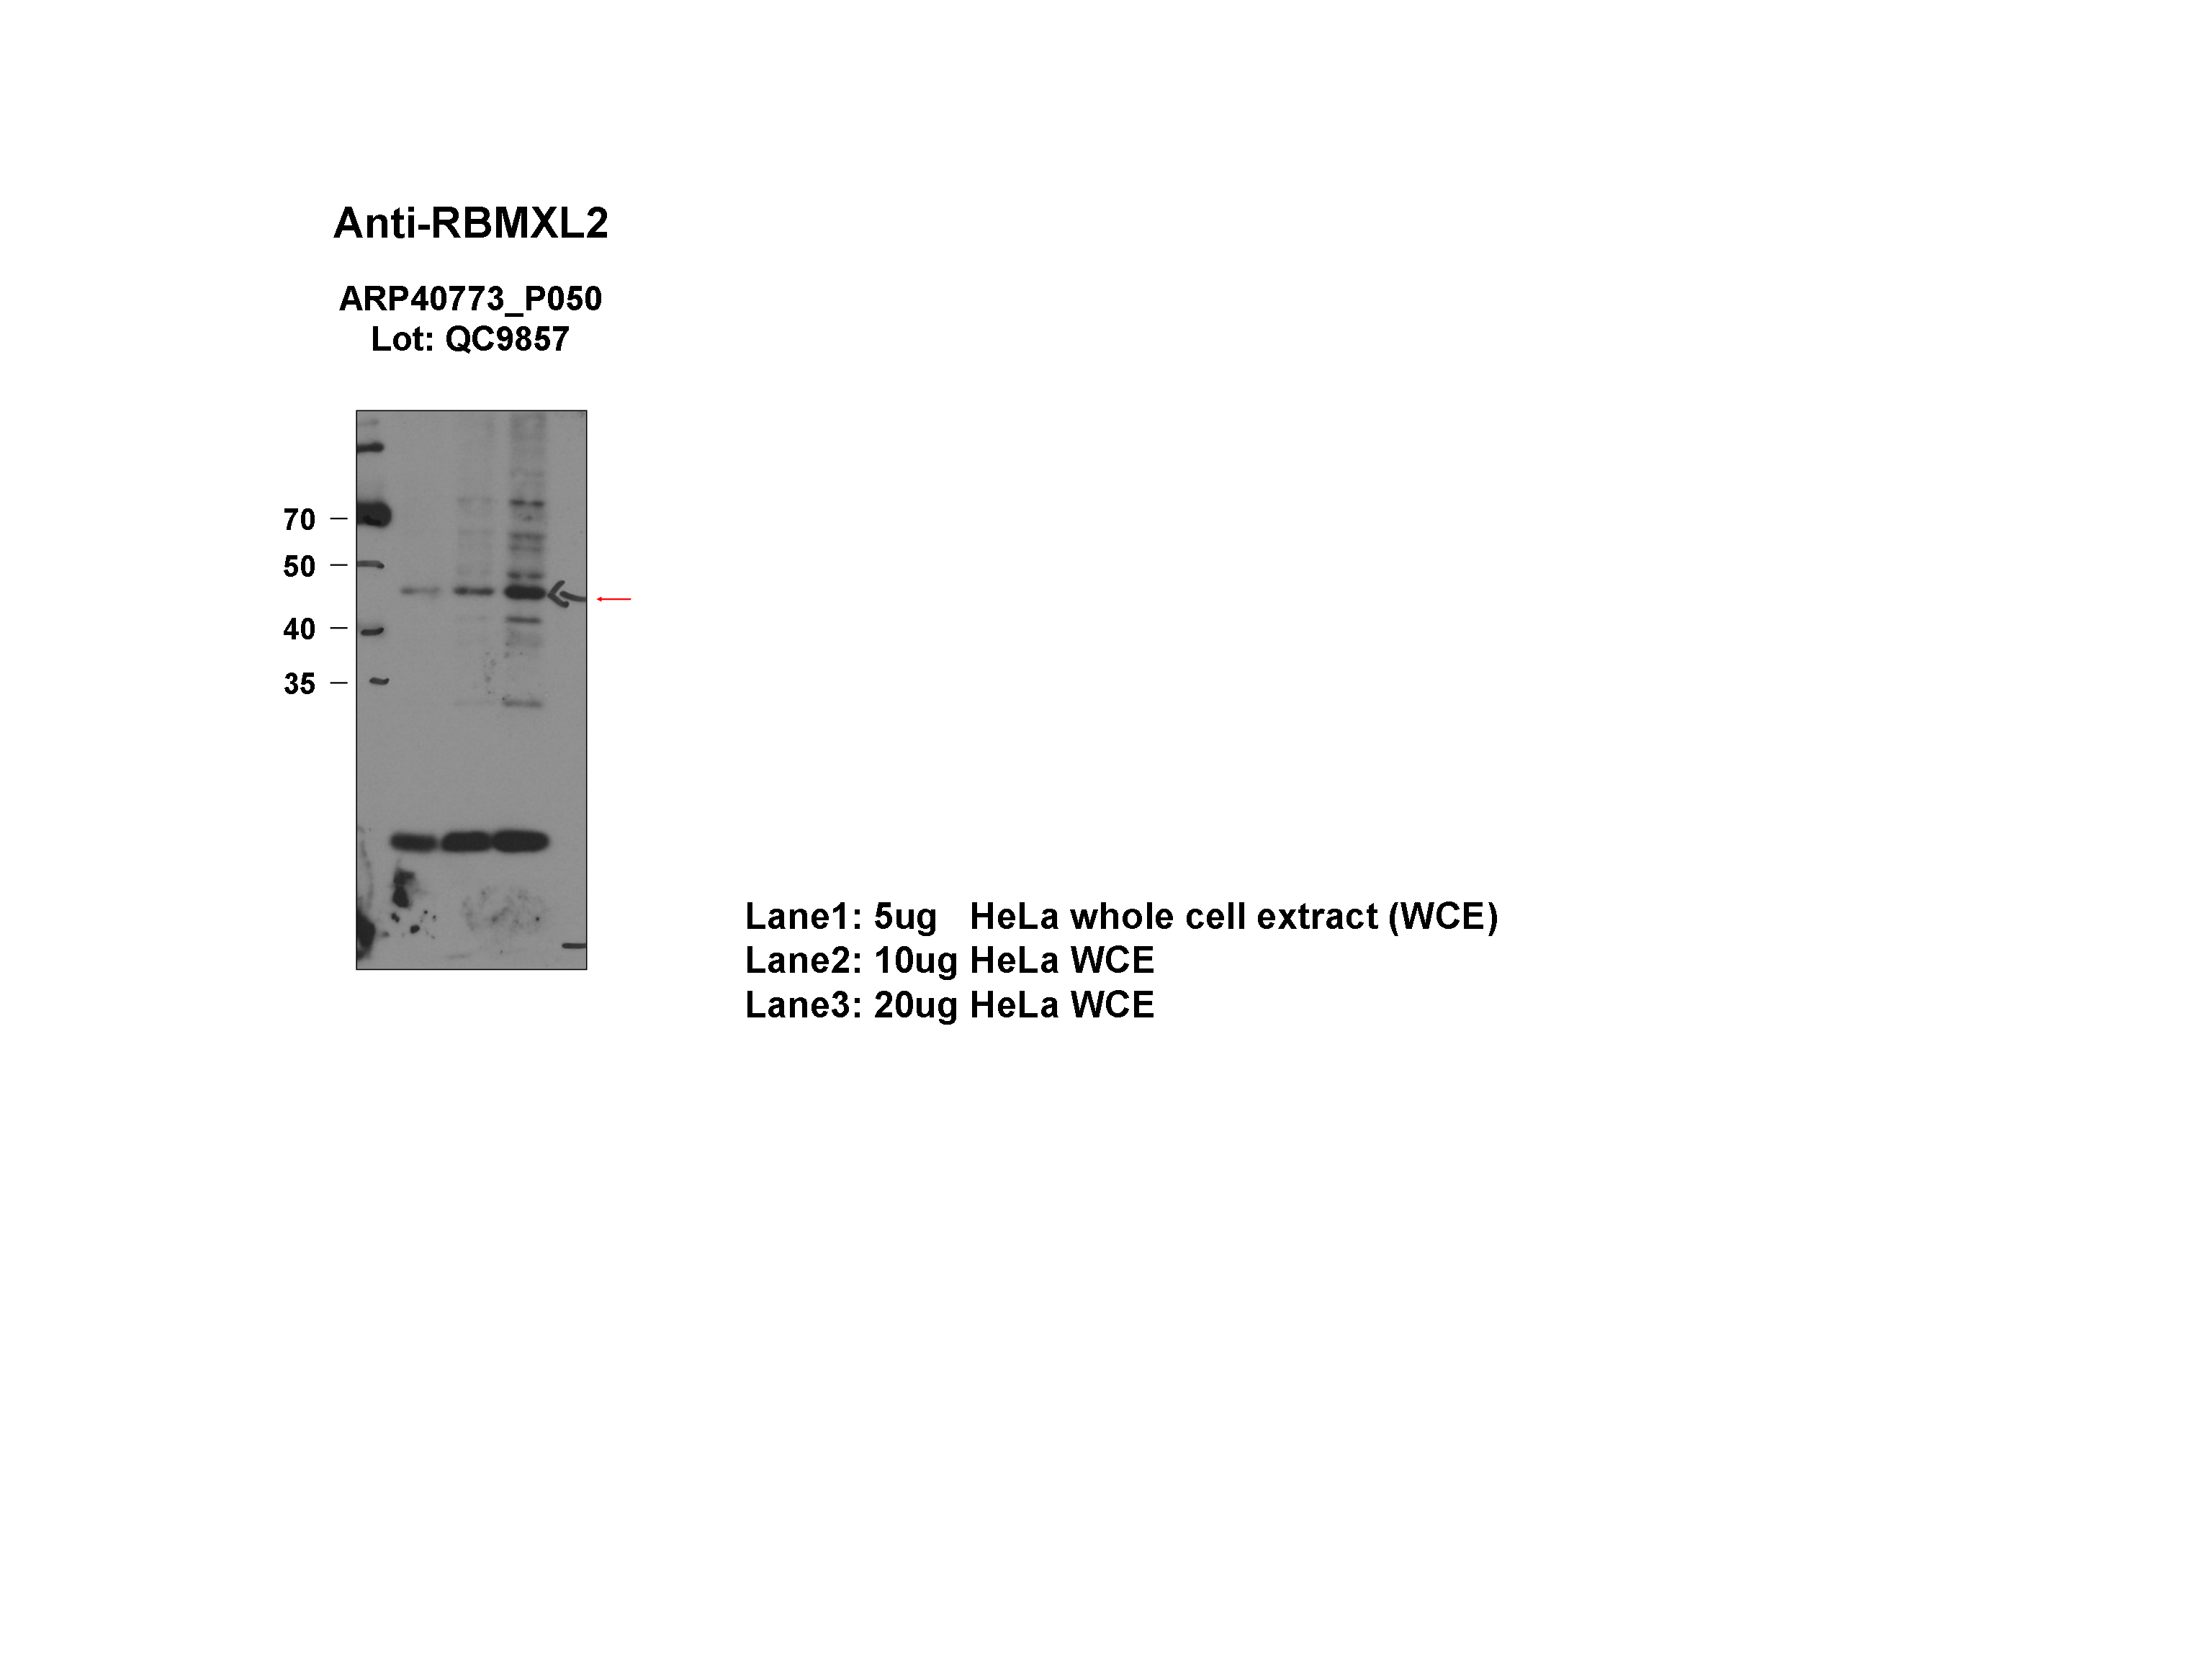 Anti-RBMXL2
ARP40773_P050
Lot: QC9857
70 –
50 –
40 –
35 –
Lane1: 5ug   HeLa whole cell extract (WCE)
Lane2: 10ug HeLa WCE
Lane3: 20ug HeLa WCE